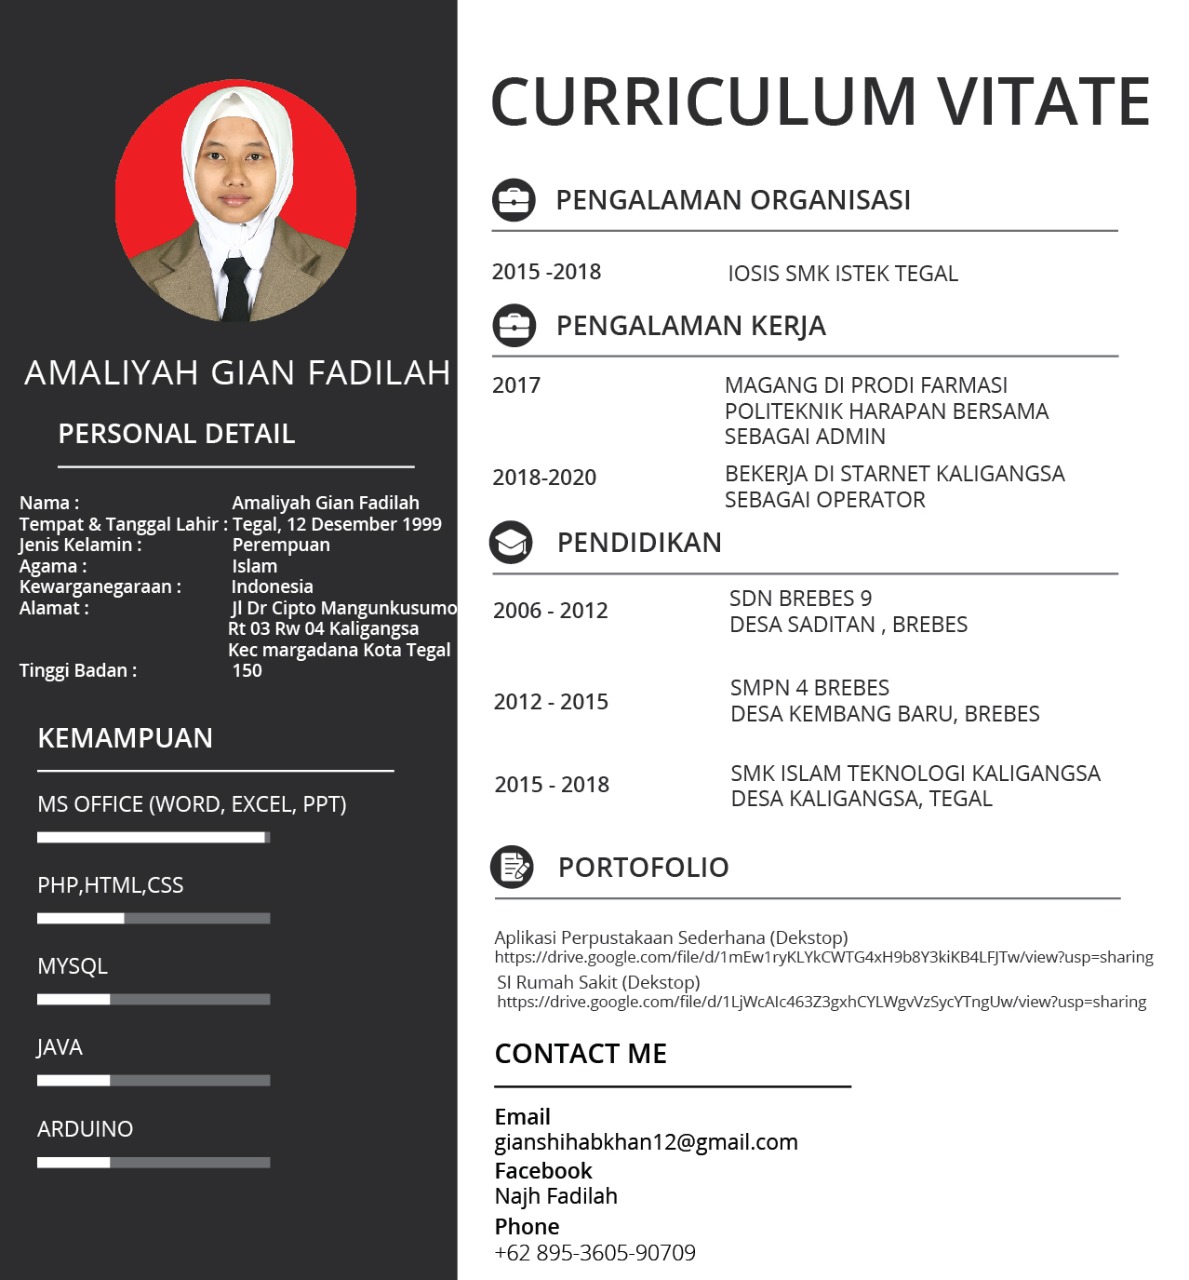 AMALIYAH GIAN FADILAH
PERSONAL DETAIL
Nama : Amaliyah Gian Fadilah
Tempat & Tanggal Lahir : Tegal, 12 Desember 1999
Jenis Kelamin : Perempuan
Agama : Islam
Kewarganegaraan : Indonesia
Alamat : Jl Dr Cipto Mangunkusumo
Rt 03 Rw 04 Kaligangsa
Kec margadana Kota Tegal
Tinggi Badan : 150
KEMAMPUAN
MS OFFICE (WORD, EXCEL, PPT)
PHP,HTML,CSS
MYSQL
JAVA
ARDUINO
CURRICULUM VITATE
PENGALAMAN ORGANISASI
2015 -2018 IOSIS SMK ISTEK TEGAL
PENGALAMAN KERJA
2017 MAGANG DI PRODI FARMASI
POLITEKNIK HARAPAN BERSAMA
SEBAGAI ADMIN
2018-2020 BEKERJA DI STARNET KALIGANGSA
SEBAGAI OPERATOR
PENDIDIKAN
2006 - 2012 SDN BREBES 9
DESA SADITAN , BREBES
2012 - 2015 SMPN 4 BREBES
DESA KEMBANG BARU, BREBES
2015 - 2018 SMK ISLAM TEKNOLOGI KALIGANGSA
DESA KALIGANGSA, TEGAL
PORTOFOLIO
Aplikasi Perpustakaan Sederhana (Dekstop)
https://drive.google.com/file/d/1mEw1ryKLYkCWTG4xH9b8Y3kiKB4LFJTw/view?usp=sharing
SI Rumah Sakit (Dekstop)
https://drive.google.com/file/d/1LjWcAIc463Z3gxhCYLWgvVzSycYTngUw/view?usp=sharing
CONTACT ME
Email
gianshihabkhan12@gmail.com
Facebook
Najh Fadilah
Phone
+62 895-3605-90709